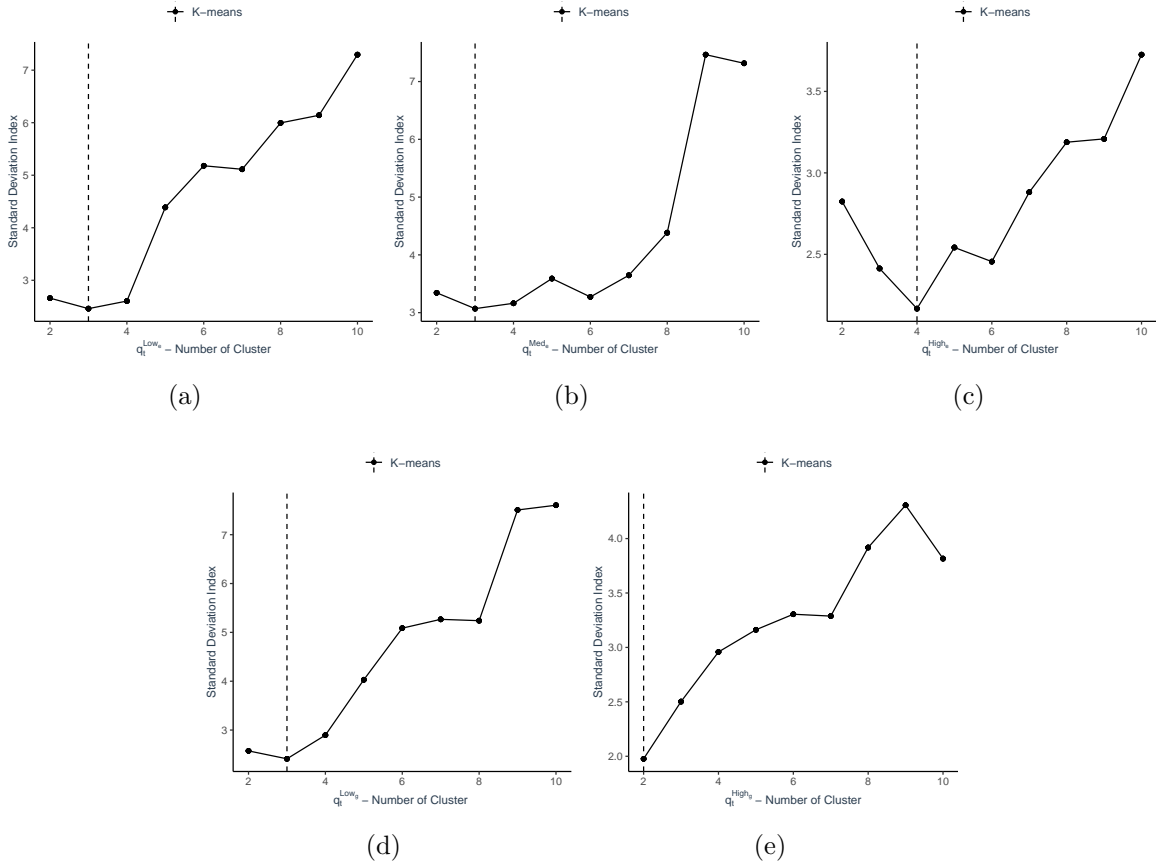 K−means
Standard Deviation Index
7
6
5
4
3
2 4 6 8 10
q_t^{Low_e} − Number of Cluster
(a)
K−means
Standard Deviation Index
7
6
5
4
3
2 4 6 8 10
q_t^{Med_e} − Number of Cluster
(b)
K−means
Standard Deviation Index
3.5
3.0
2.5
2 4 6 8 10
q_t^{High_e} − Number of Cluster
(c)
K−means
Standard Deviation Index
7
6
5
4
3
2 4 6 8 10
q_t^{Low_g} − Number of Cluster
(d)
K−means
Standard Deviation Index
4.0
3.5
3.0
2.5
2.0
2 4 6 8 10
q_t^{High_g} − Number of Cluster
(e)